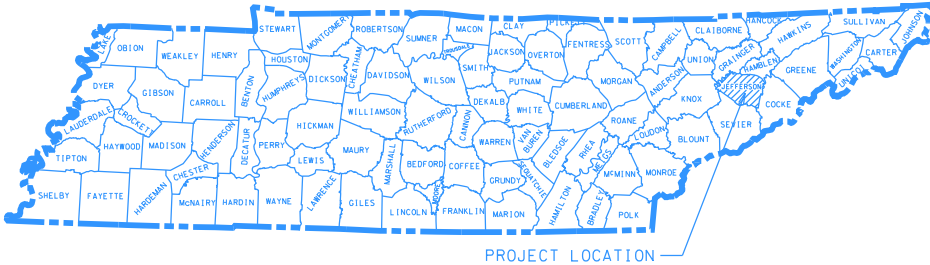 LAKE
OBION
WEAKLEY
HENRY
STEWART
MONTGOMERY
ROBERTSON
SUMNER
MACON
CLAY
PICKETT
FENTRESS
SCOTT
CAMPBELL
CLAIBORNE
HANCOCK
HAWKINS
SULLIVAN
JOHNSON
HOUSTON
CHEATHAM
TROUSDALE
JACKSON
OVERTON
UNION
GRAINGER
HAMBLEN
GREENE
WASHINGTON
UNICOI
CARTER
DYER
GIBSON
CARROLL
BENTON
HUMPHREYS
DICKSON
DAVIDSON
WILSON
SMITH
PUTNAM
MORGAN
ANDERSON
KNOX
JEFFERSON
COCKE
LAUDERDALE
CROCKETT
HICKMAN
WILLIAMSON
RUTHERFORD
CANNON
DEKALB
WHITE
CUMBERLAND
ROANE
LOUDON
BLOUNT
SEVIER
TIPTON
HAYWOOD
MADISON
HENDERSON
DECATUR
PERRY
LEWIS
MAURY
MARSHALL
BEDFORD
COFFEE
WARREN
VAN
BUREN
BLEDSOE
RHEA
MEIGS
McMINN
MONROE
SHELBY
FAYETTE
HARDEMAN
CHESTER
McNAIRY
HARDIN
WAYNE
LAWRENCE
GILES
LINCOLN
MOORE
FRANKLIN
GRUNDY
MARION
SEQUATCHIE
HAMILTON
BRADLEY
POLK
PROJECT LOCATION